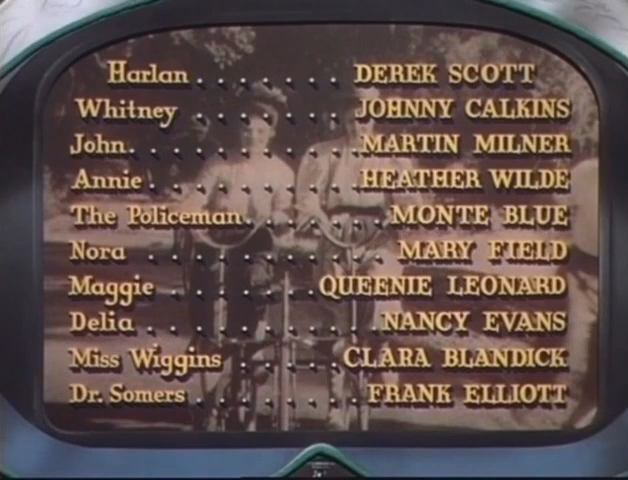 Harlan . . . . . . . DEREK SCOTT
Whitney . . . . . . JOHNNY CALKINS
John . . . . . . . . MARTIN MILNER
Annie . . . . . . . . HEATHER WILDE
The Policeman . . . . . . MONTE BLUE
Nora . . . . . . . . . MARY FIELD
Maggie . . . . . . QUEENIE LEONARD
Delia . . . . . . . . . NANCY EVANS
Miss Wiggins . . . . . CLARA BLANDICK
Dr. Somers . . . . . . . FRANK ELLIOTT